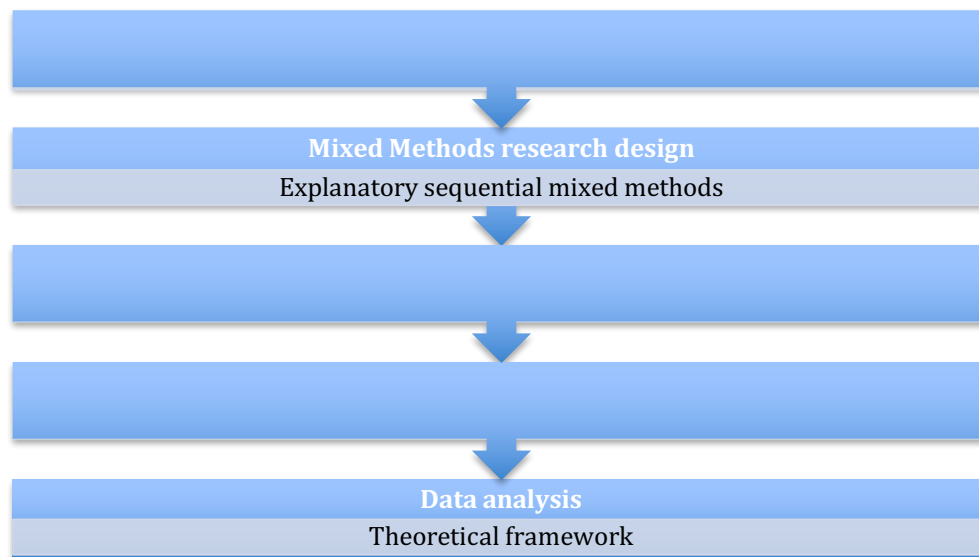 Mixed Methods research design
Explanatory sequential mixed methods
Data analysis
Theoretical framework